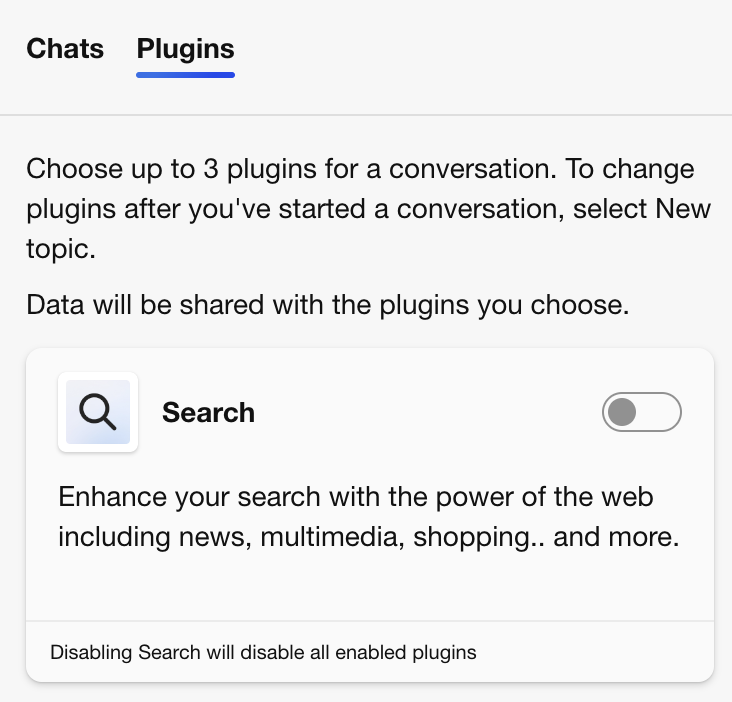 Chats Plugins
Choose up to 3 plugins for a conversation. To change
plugins after you've started a conversation, select New
topic.
Data will be shared with the plugins you choose.
Search
Enhance your search with the power of the web
including news, multimedia, shopping.. and more.
Disabling Search will disable all enabled plugins